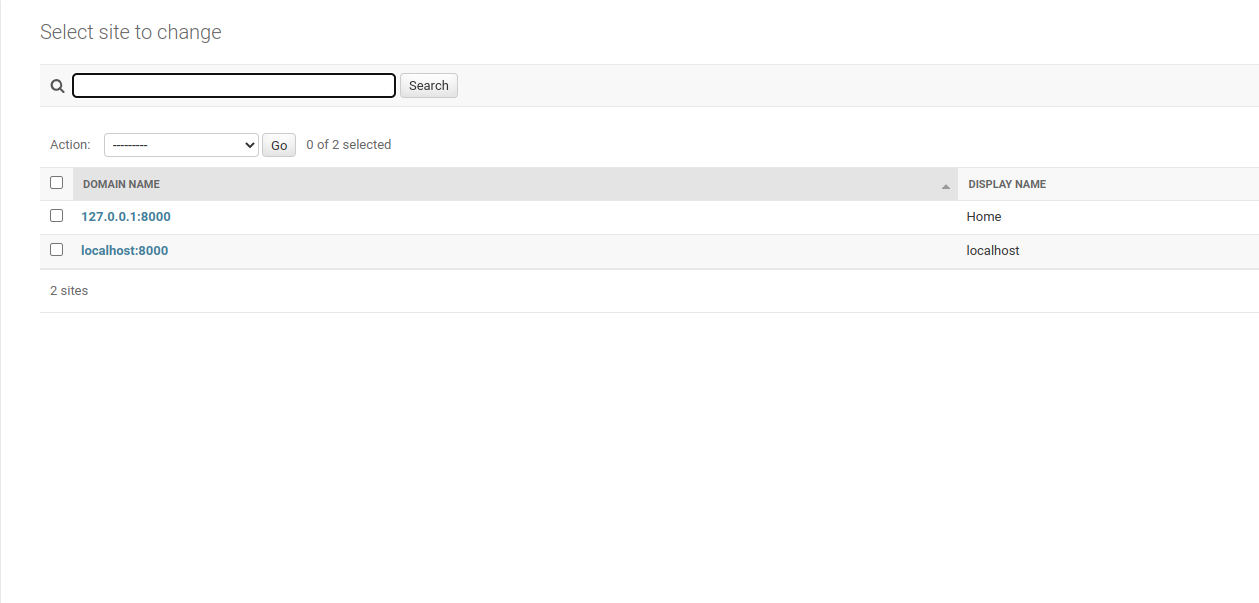 Select site to change
Search
Action: --------- Go 0 of 2 selected
DOMAIN NAME DISPLAY NAME
127.0.0.1:8000 Home
localhost:8000 localhost
2 sites